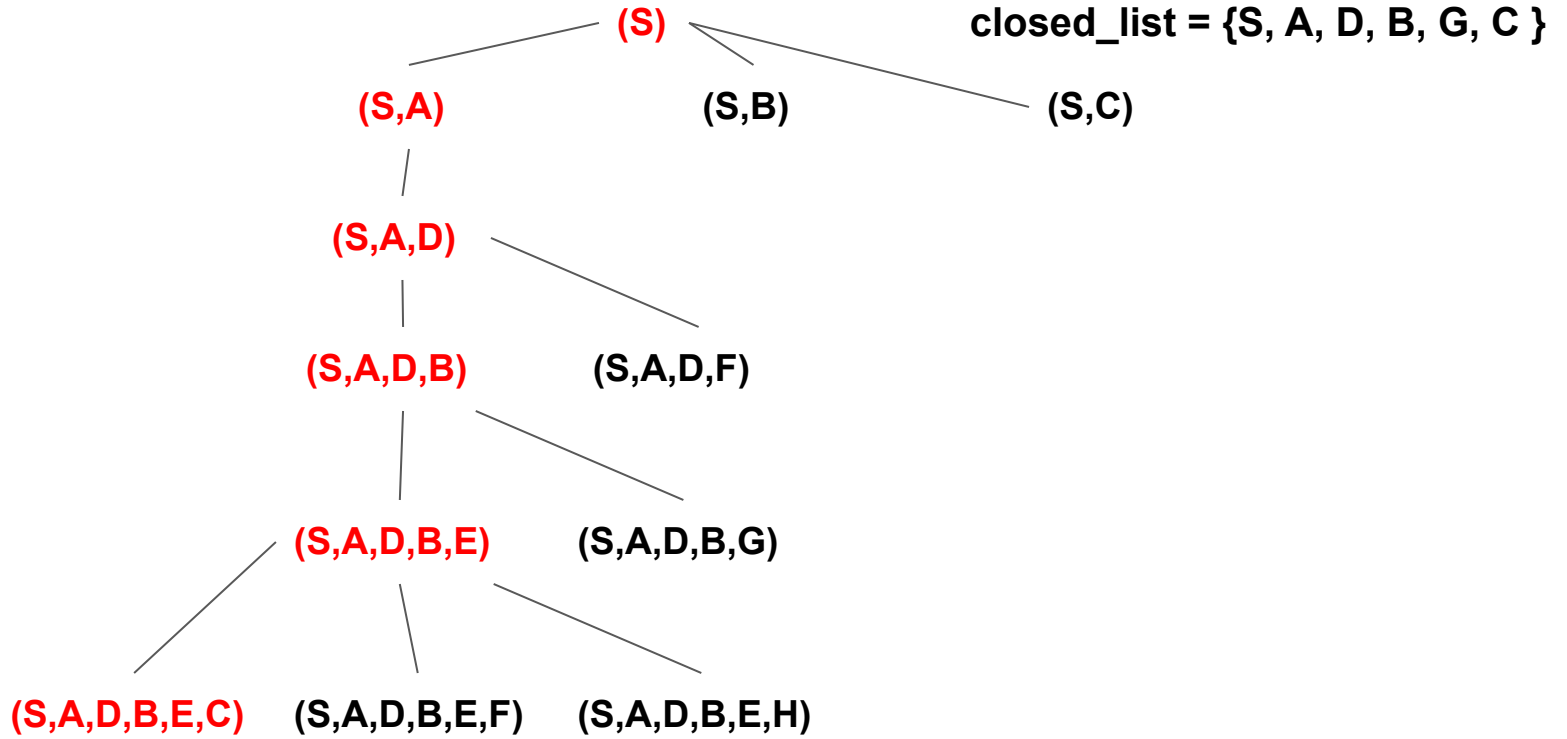 (S) closed_list = {S, A, D, B, G, C }
(S,A) (S,B) (S,C)
(S,A,D)
(S,A,D,B) (S,A,D,F)
(S,A,D,B,E) (S,A,D,B,G)
(S,A,D,B,E,C) (S,A,D,B,E,F) (S,A,D,B,E,H)